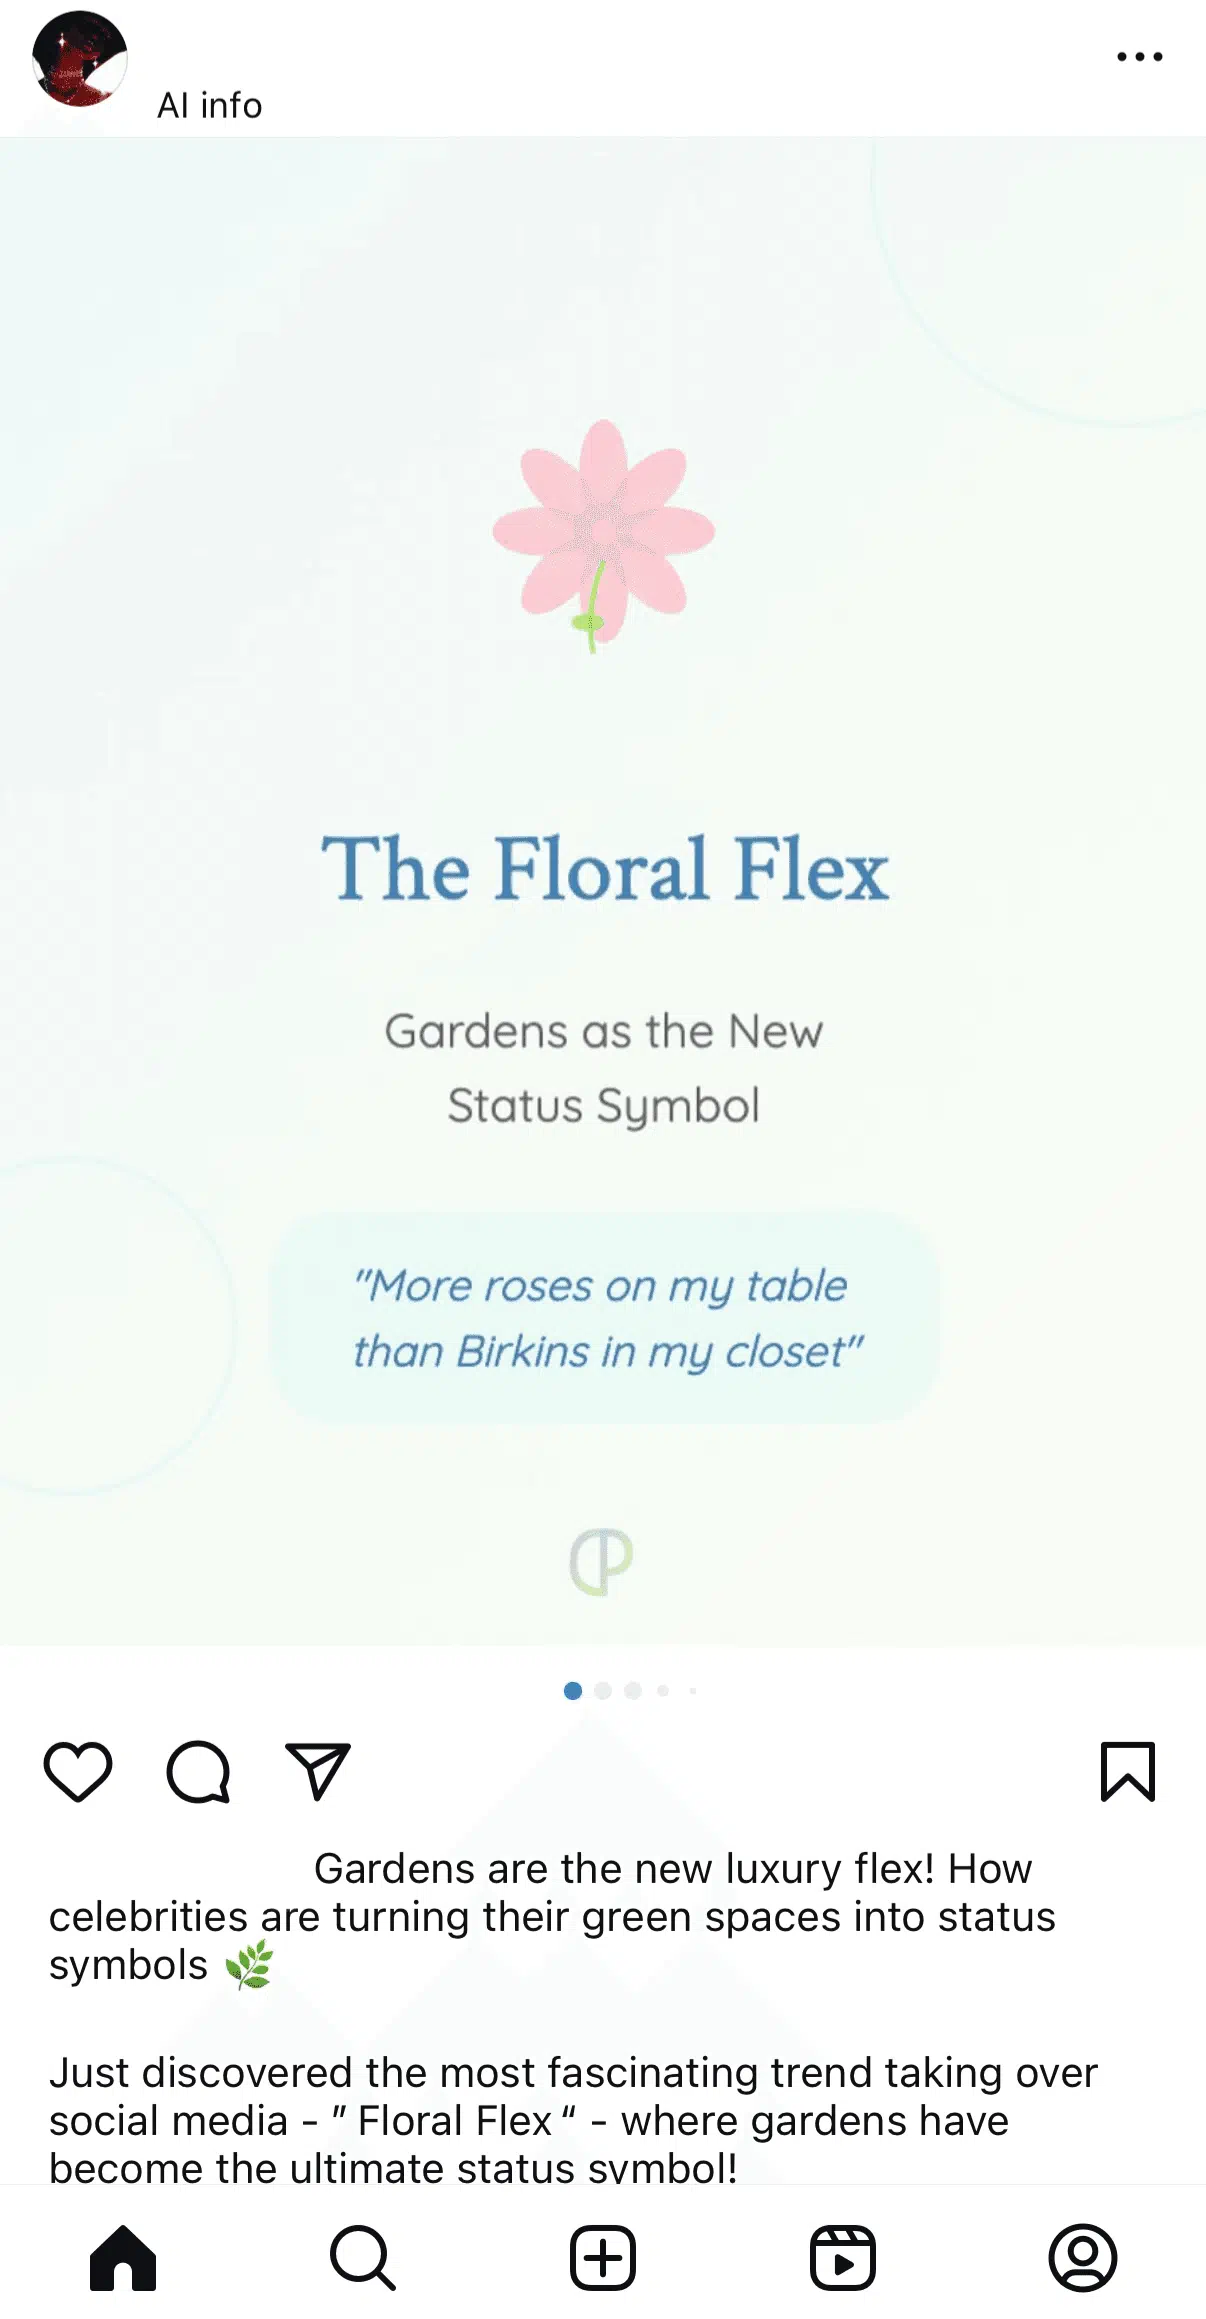 AI info
The Floral Flex
Gardens as the New
Status Symbol
"More roses on my table
than Birkins in my closet"
Gardens are the new luxury flex! How
celebrities are turning their green spaces into status
symbols 🌿
Just discovered the most fascinating trend taking over
social media - " Floral Flex “ - where gardens have
become the ultimate status symbol!